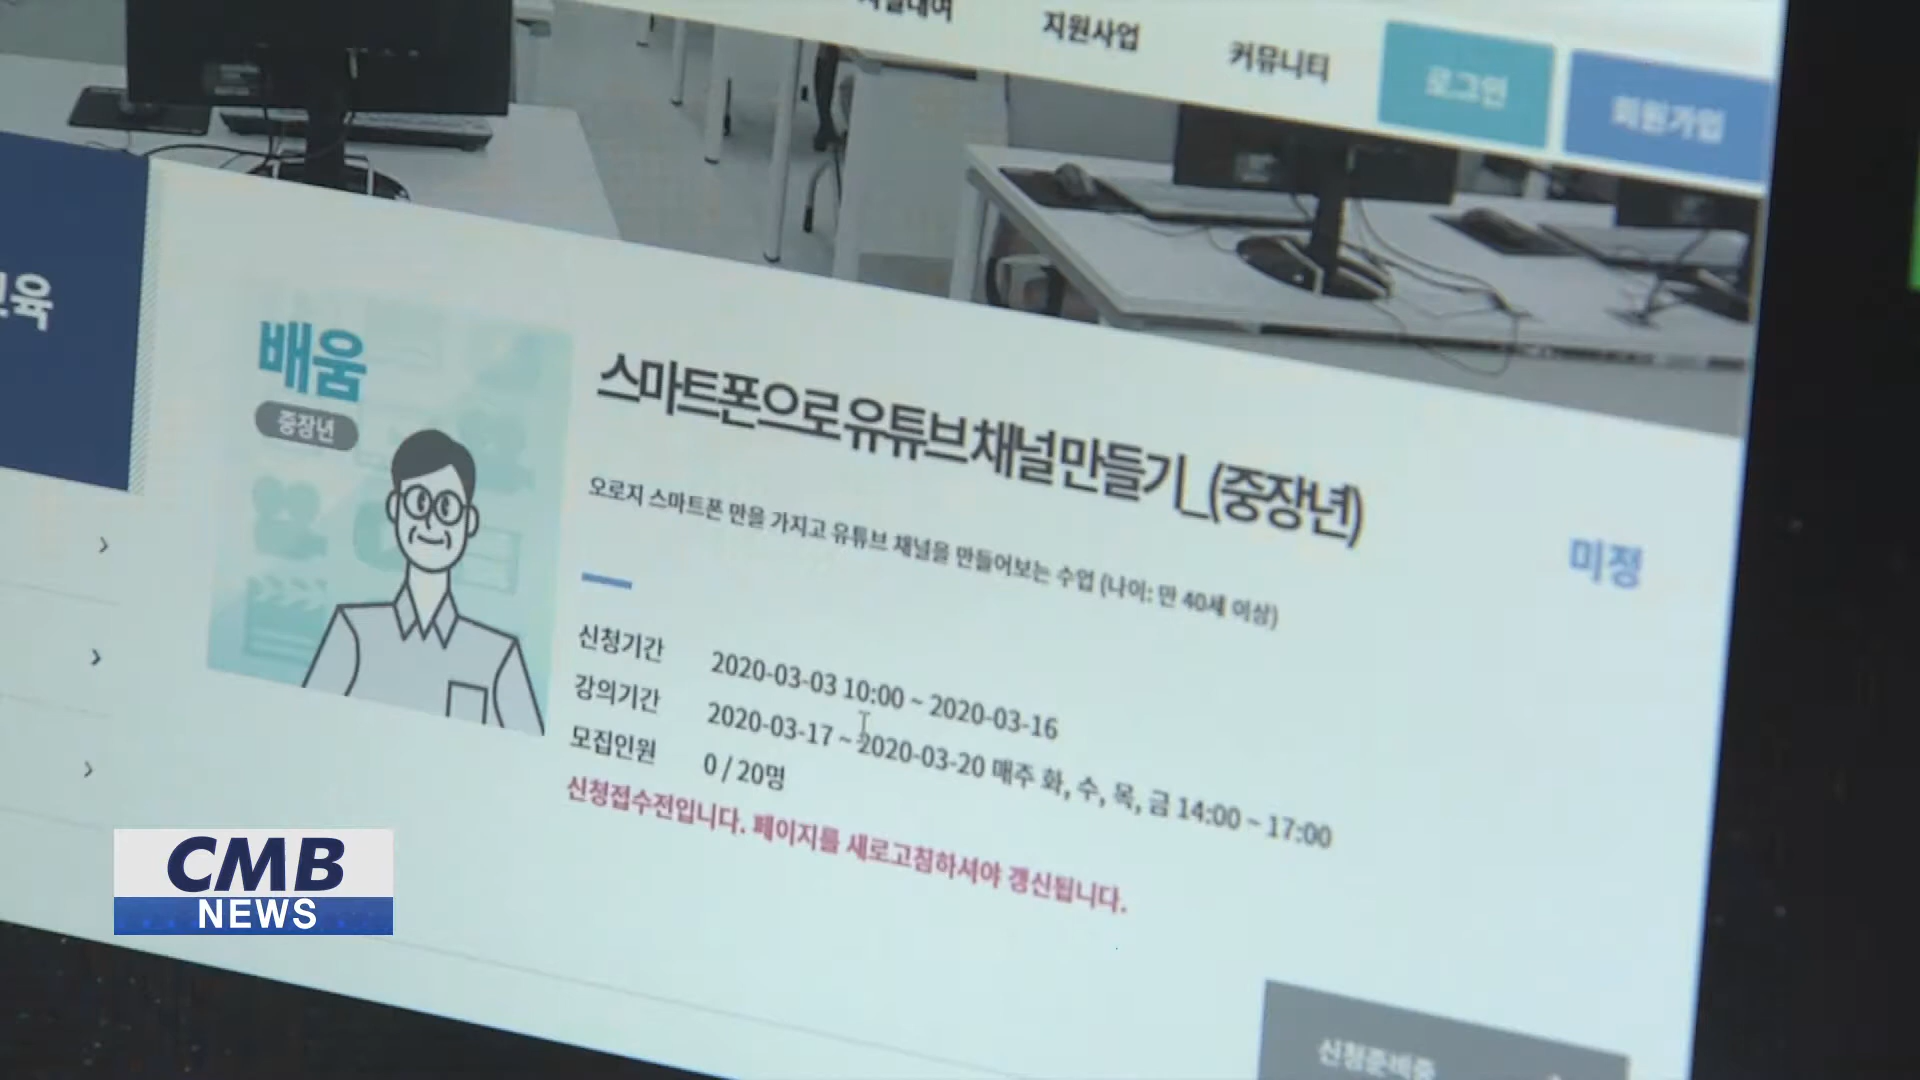 지원사업
커뮤니티
로그인
회원가입
배움
중장년
스마트폰으로 유튜브 채널 만들기_(중장년)
오로지 스마트폰 만을 가지고 유튜브 채널을 만들어보는 수업 (나이: 만 40세 이상)
미정
신청기간 2020-03-03 10:00 ~ 2020-03-16
강의기간 2020-03-17 ~ 2020-03-20 매주 화, 수, 목, 금 14:00 ~ 17:00
모집인원 0 / 20명
신청접수전입니다. 페이지를 새로고침하셔야 갱신됩니다.
신청준비중
CMB
NEWS